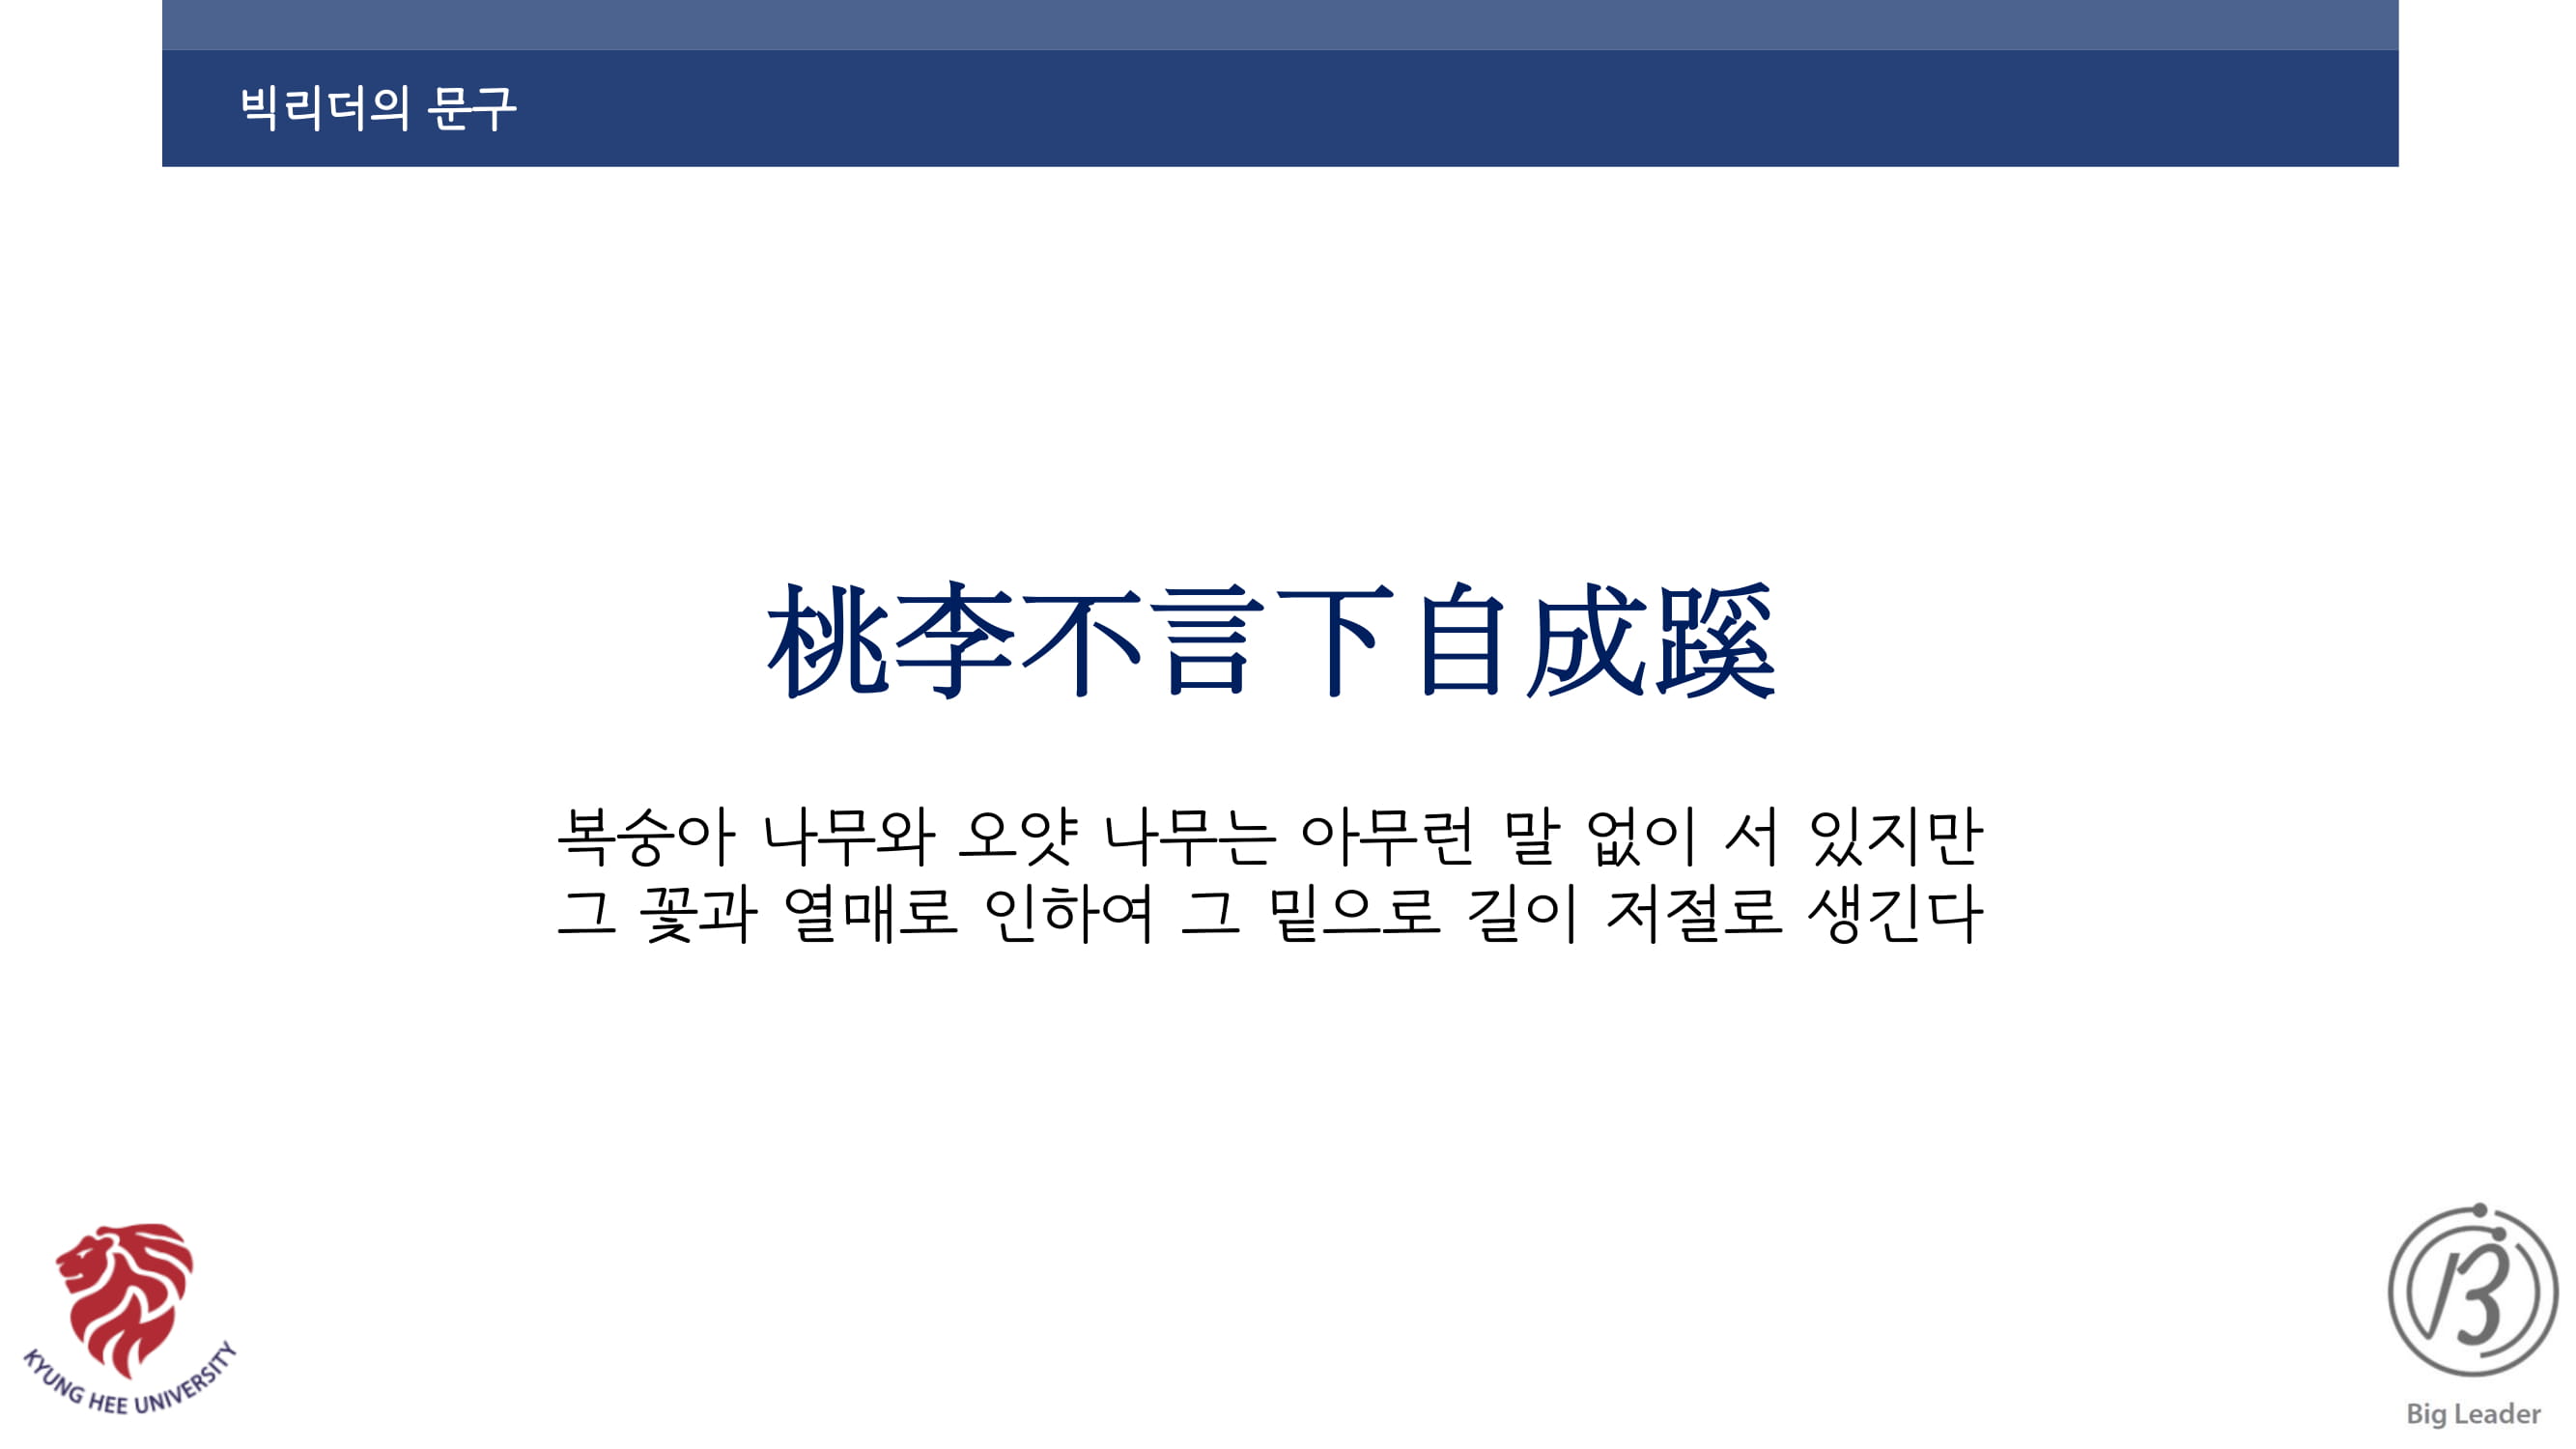 빅리더의 문구
桃李不言下自成蹊
복숭아 나무와 오얏 나무는 아무런 말 없이 서 있지만
그 꽃과 열매로 인하여 그 밑으로 길이 저절로 생긴다
KYUNG HEE UNIVERSITY
Big Leader